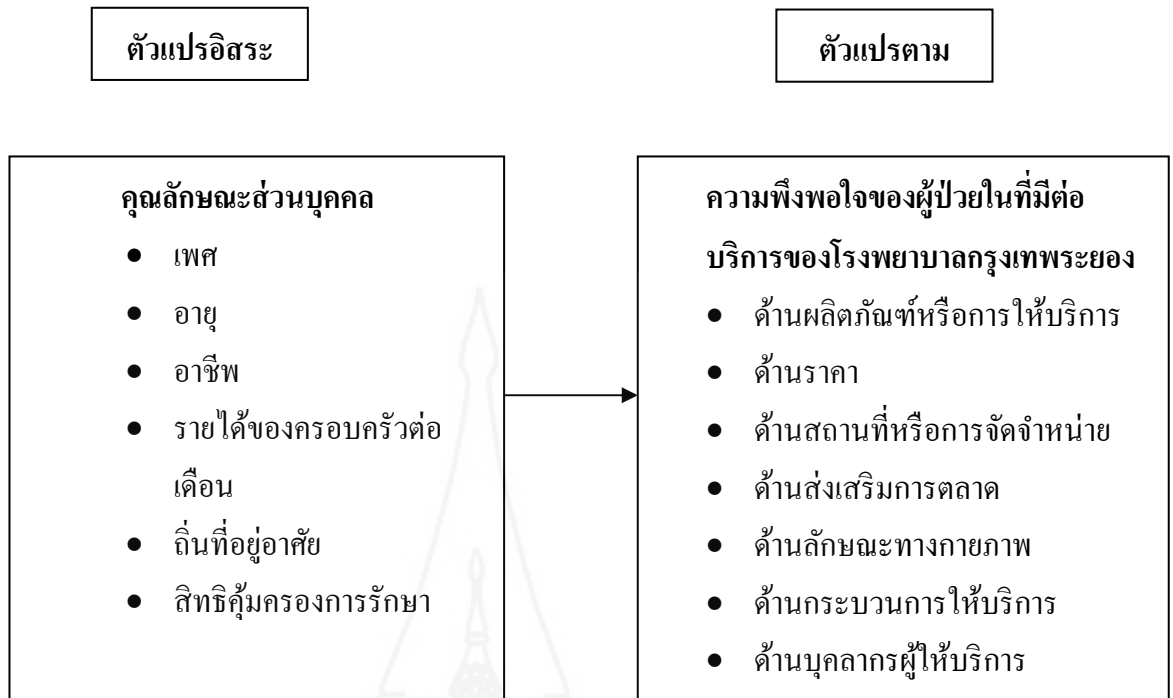 ตัวแปรอิสระ
ตัวแปรตาม
คุณลักษณะส่วนบุคคล
● เพศ
● อายุ
● อาชีพ
● รายได้ของครอบครัวต่อ
เดือน
● ถิ่นที่อยู่อาศัย
● สิทธิคุ้มครองการรักษา
ความพึงพอใจของผู้ป่วยในที่มีต่อ
บริการของโรงพยาบาลกรุงเทพระยอง
● ด้านผลิตภัณฑ์หรือการให้บริการ
● ด้านราคา
● ด้านสถานที่หรือการจัดจำหน่าย
● ด้านส่งเสริมการตลาด
● ด้านลักษณะทางกายภาพ
● ด้านกระบวนการให้บริการ
● ด้านบุคลากรผู้ให้บริการ